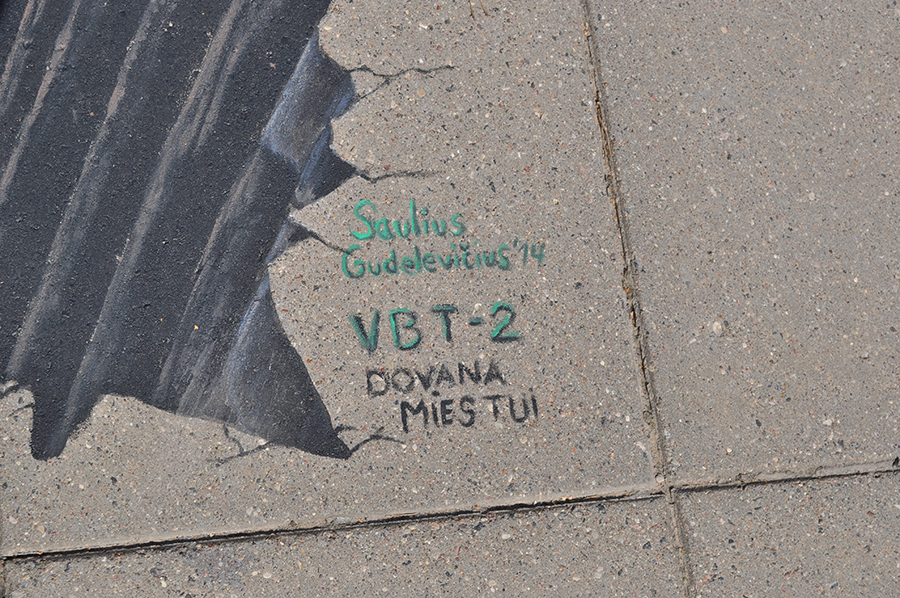 Saulius
Gudelevičius '14
VBT-2
DOVANA
MIESTUI